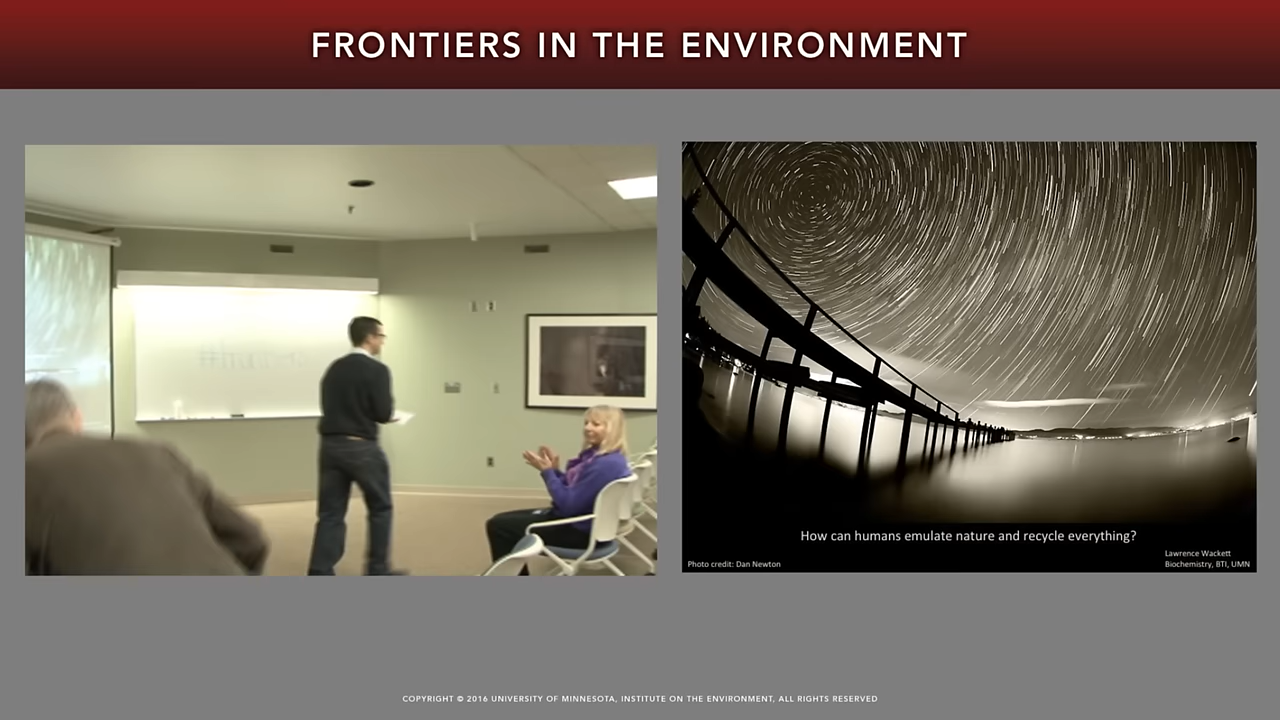 FRONTIERS IN THE ENVIRONMENT
How can humans emulate nature and recycle everything?
Lawrence Wackett
Photo credit: Dan Newton
Biochemistry, BTI, UMN
COPYRIGHT © 2016 UNIVERSITY OF MINNESOTA, INSTITUTE ON THE ENVIRONMENT, ALL RIGHTS RESERVED